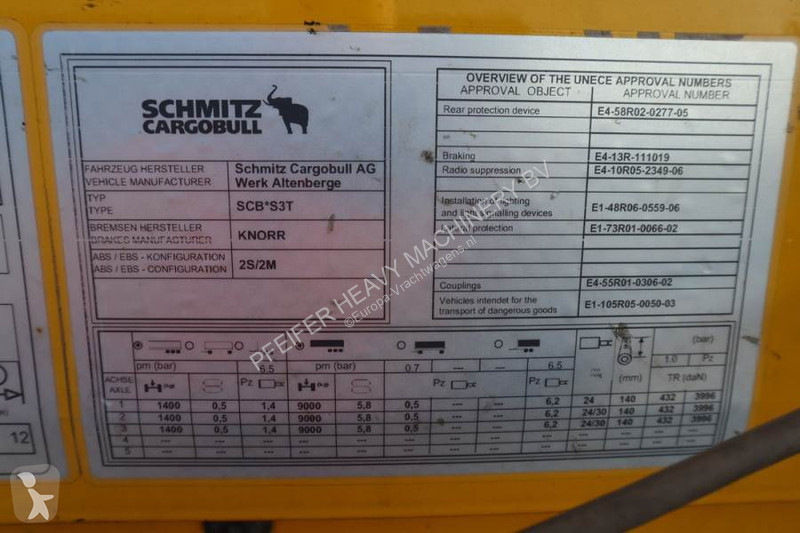 SCHMITZ
CARGOBULL
FAHRZEUG HERSTELLER
VEHICLE MANUFACTURER
Schmitz Cargobull AG
Werk Altenberge
TYP
TYPE
SCB*S3T
BREMSEN HERSTELLER
BRAKES MANUFACTURER
KNORR
ABS / EBS - KONFIGURATION
ABS / EBS - CONFIGURATION
2S/2M
OVERVIEW OF THE UNECE APPROVAL NUMBERS
APPROVAL OBJECT APPROVAL NUMBER
Rear protection device E4-58R02-0277-05
Braking E4-13R-111019
Radio suppression E4-10R05-2349-06
Installation of lighting
and light signalling devices E1-48R06-0559-06
protection E1-73R01-0066-02
Couplings E4-55R01-0306-02
Vehicles intendet for the
transport of dangerous goods E1-105R05-0050-03
(bar)
pm (bar) 6.5 pm (bar) 0.7 --- --- 6.5 (mm) 1.0 Pz
ACHSE
AXLE
Pz Pz Pz TR (daN)
1 1400 0,5 1,4 9000 5,8 0,5 --- --- 6,2 24 140 432 3996
2 1400 0,5 1,4 9000 5,8 0,5 --- --- 6,2 24/30 140 432 3996
3 1400 0,5 1,4 9000 5,8 0,5 --- --- 6,2 24/30 140 432 3996
4 --- --- --- --- --- --- --- --- --- --- --- --- ---
5 --- --- --- --- --- --- --- --- --- --- --- --- ---
12
PFEIFER HEAVY MACHINERY BV
©Europa-Vrachtwagens.nl